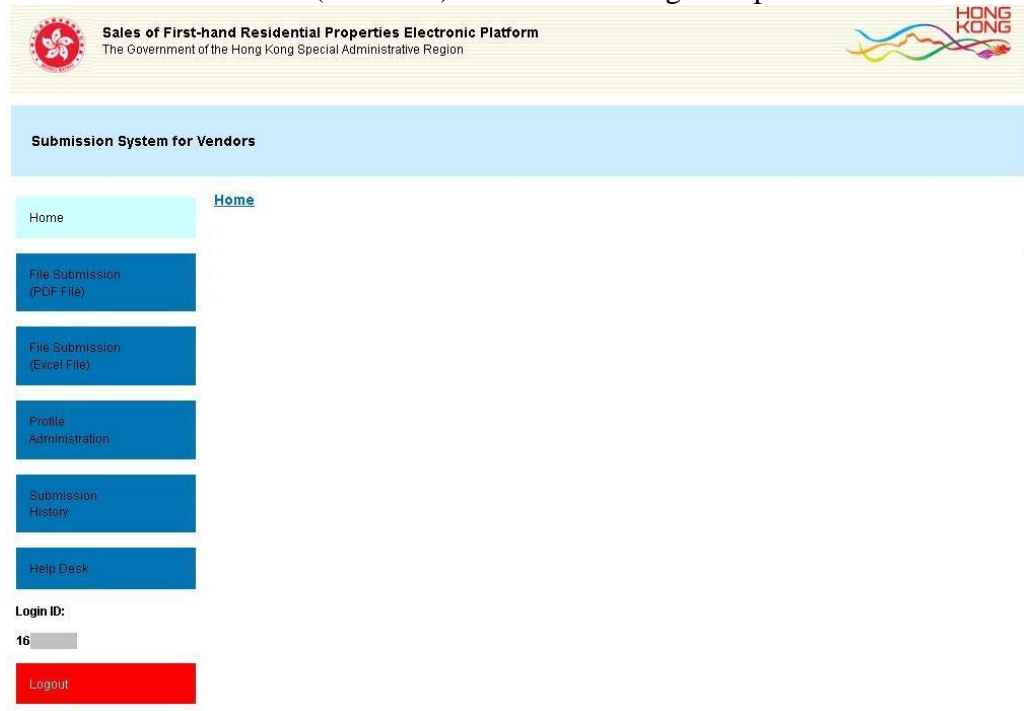 Sales of First-hand Residential Properties Electronic Platform
The Government of the Hong Kong Special Administrative Region
HONG
KONG
Submission System for Vendors
Home
Home
File Submission
(PDF File)
File Submission
(Excel File)
Profile
Administration
Submission
History
Help Desk
Login ID:
16
Logout